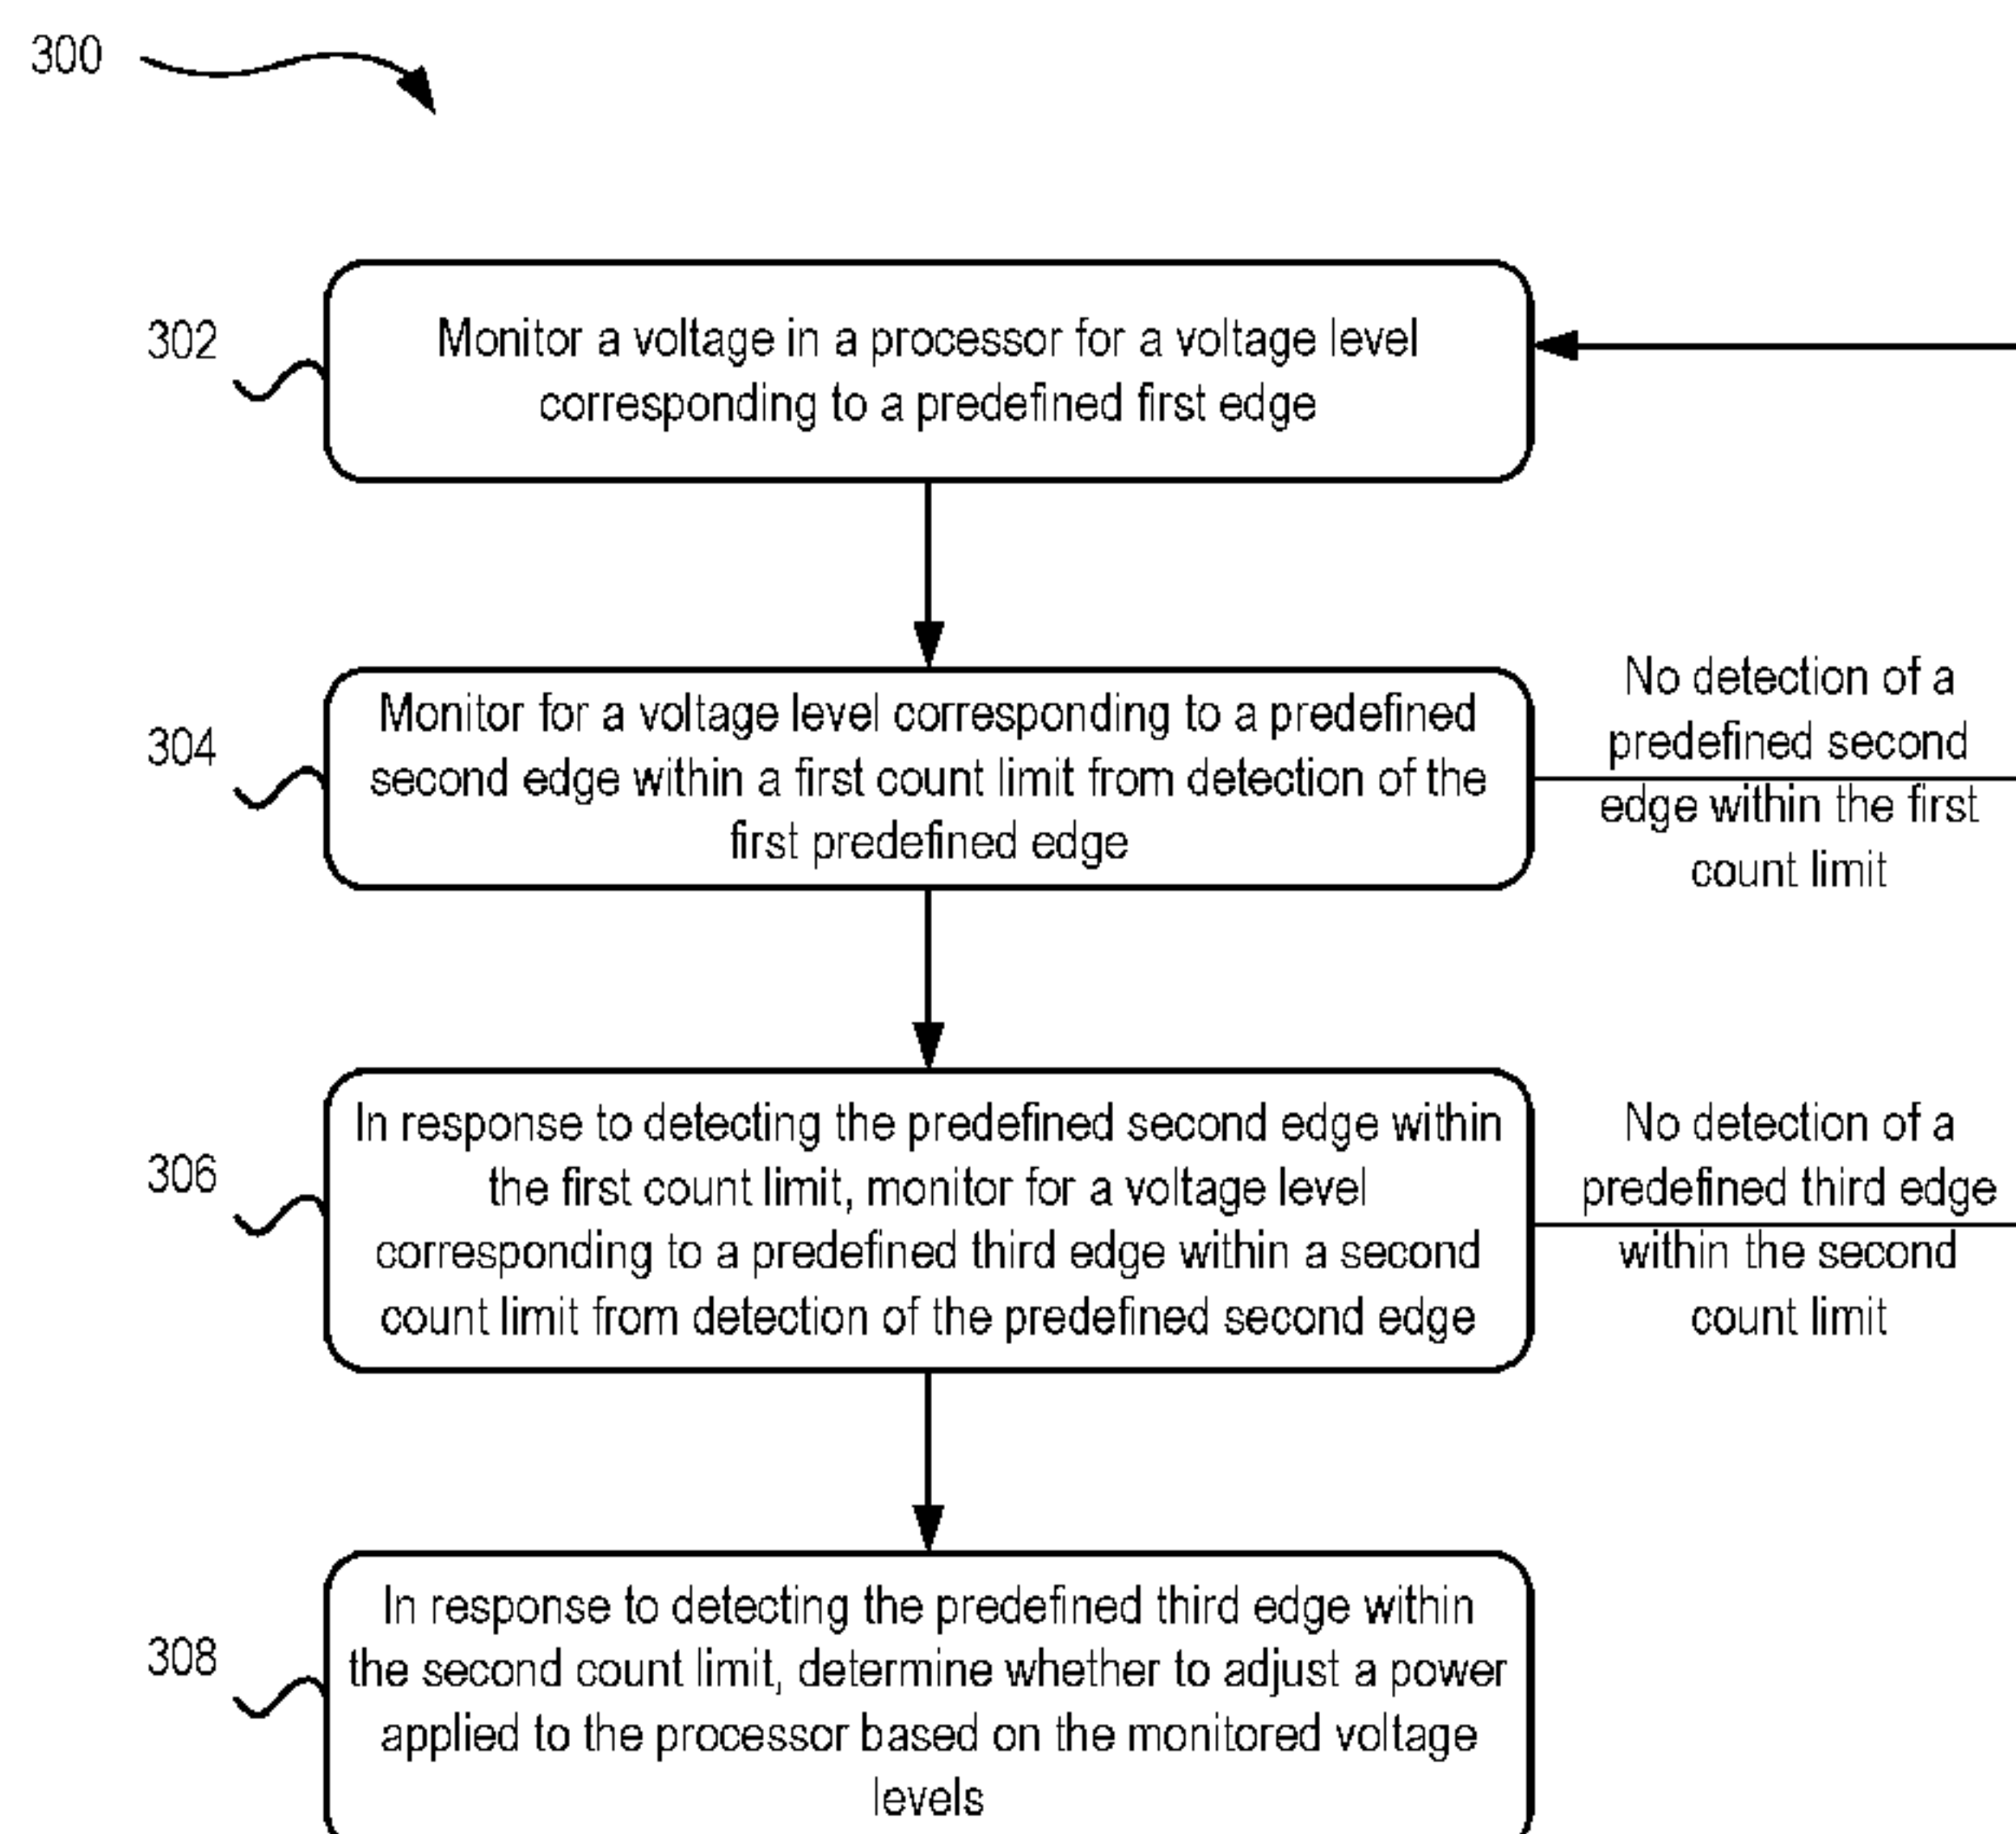 300
302
Monitor a voltage in a processor for a voltage level
corresponding to a predefined first edge
304
Monitor for a voltage level corresponding to a predefined
second edge within a first count limit from detection of the
first predefined edge
No detection of a
predefined second
edge within the first
count limit
306
In response to detecting the predefined second edge within
the first count limit, monitor for a voltage level
corresponding to a predefined third edge within a second
count limit from detection of the predefined second edge
No detection of a
predefined third edge
within the second
count limit
308
In response to detecting the predefined third edge within
the second count limit, determine whether to adjust a power
applied to the processor based on the monitored voltage
levels